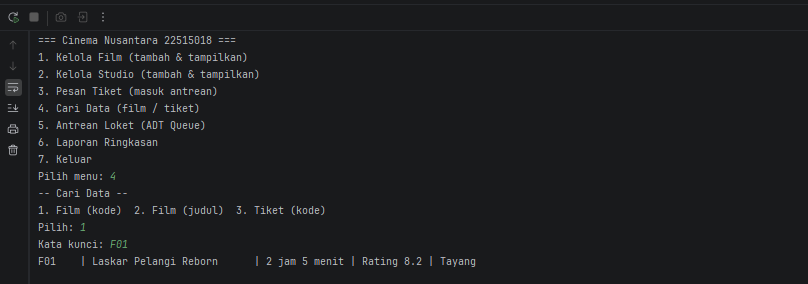 === Cinema Nusantara 22515018 ===
1. Kelola Film (tambah & tampilkan)
2. Kelola Studio (tambah & tampilkan)
3. Pesan Tiket (masuk antrean)
4. Cari Data (film / tiket)
5. Antrean Loket (ADT Queue)
6. Laporan Ringkasan
7. Keluar
Pilih menu: 4
-- Cari Data --
1. Film (kode)  2. Film (judul)  3. Tiket (kode)
Pilih: 1
Kata kunci: F01
F01    | Laskar Pelangi Reborn      | 2 jam 5 menit | Rating 8.2 | Tayang